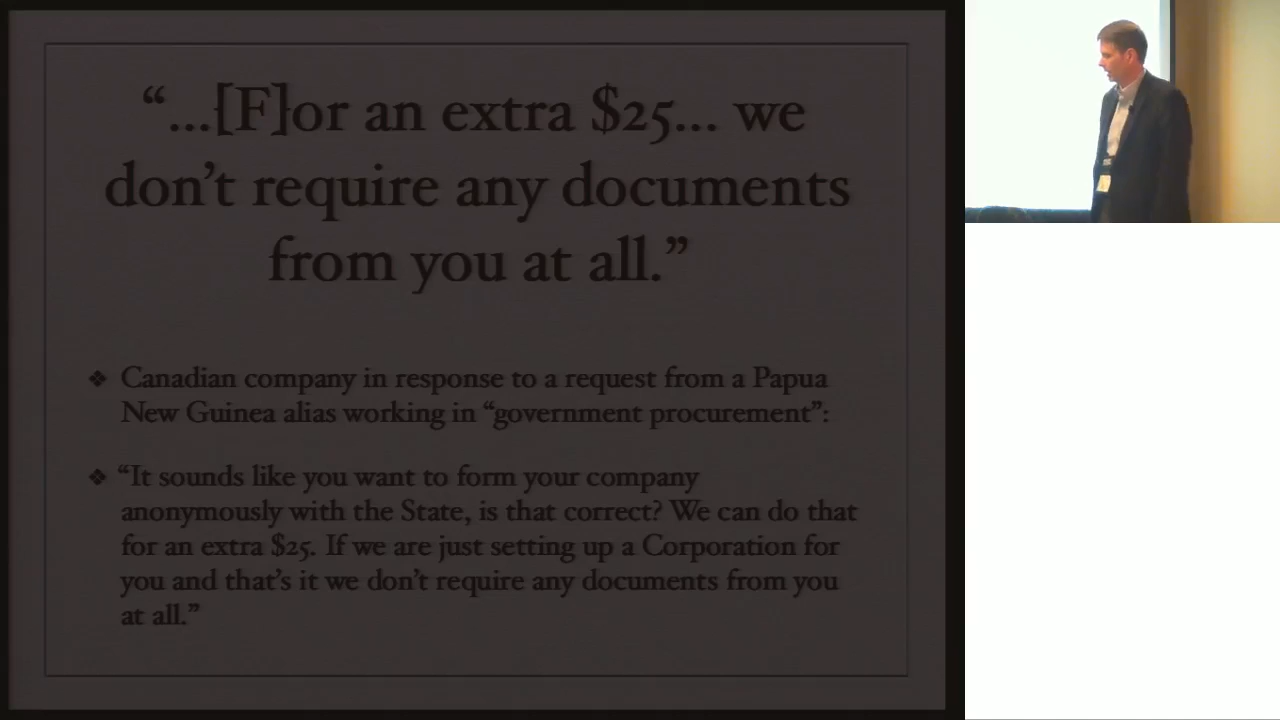 “...[F]or an extra $25... we
don’t require any documents
from you at all.”
❖ Canadian company in response to a request from a Papua
New Guinea alias working in “government procurement”:
❖ “It sounds like you want to form your company
anonymously with the State, is that correct? We can do that
for an extra $25. If we are just setting up a Corporation for
you and that’s it we don’t require any documents from you
at all.”